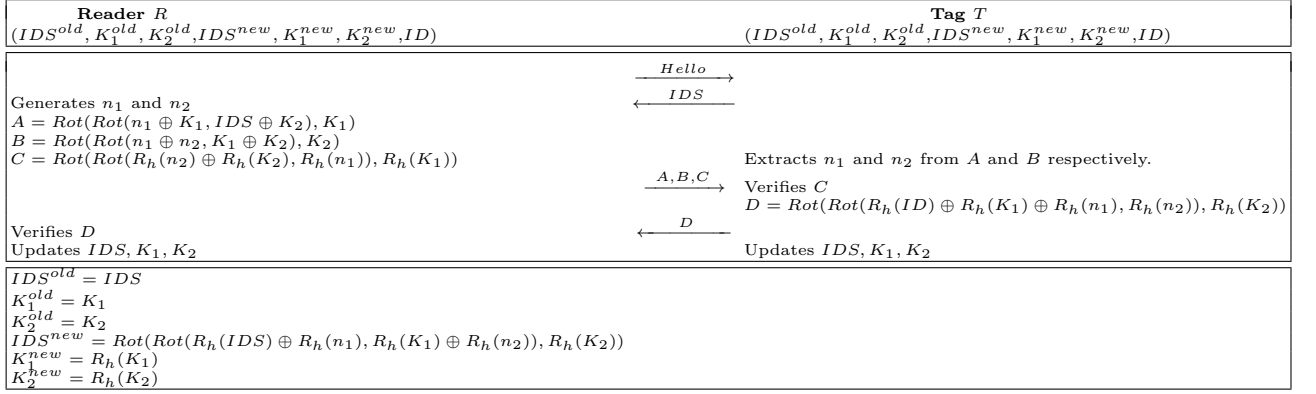 Reader R Tag T
(IDS^{old}, K_1^{old}, K_2^{old},IDS^{new}, K_1^{new}, K_2^{new},ID) (IDS^{old}, K_1^{old}, K_2^{old},IDS^{new}, K_1^{new}, K_2^{new},ID)
Hello
Generates n_1 and n_2 IDS
A = Rot(Rot(n_1 ⊕ K_1, IDS ⊕ K_2), K_1)
B = Rot(Rot(n_1 ⊕ n_2, K_1 ⊕ K_2), K_2)
C = Rot(Rot(R_h(n_2) ⊕ R_h(K_2), R_h(n_1)), R_h(K_1)) Extracts n_1 and n_2 from A and B respectively.
A,B,C Verifies C
D = Rot(Rot(R_h(ID) ⊕ R_h(K_1) ⊕ R_h(n_1), R_h(n_2)), R_h(K_2))
Verifies D D
Updates IDS, K_1, K_2 Updates IDS, K_1, K_2
IDS^{old} = IDS
K_1^{old} = K_1
K_2^{old} = K_2
IDS^{new} = Rot(Rot(R_h(IDS) ⊕ R_h(n_1), R_h(K_1) ⊕ R_h(n_2)), R_h(K_2))
K_1^{new} = R_h(K_1)
K_2^{new} = R_h(K_2)